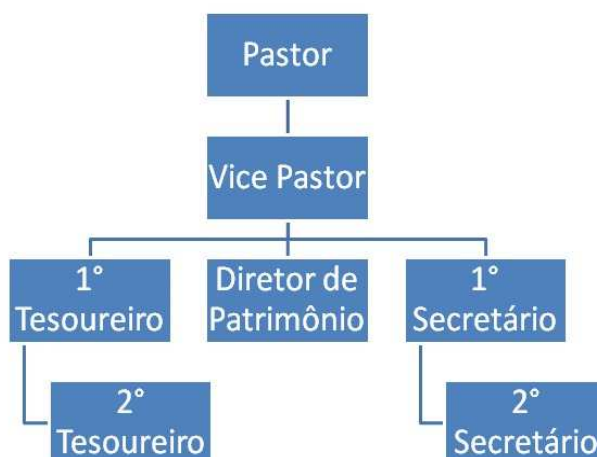 Pastor
Vice Pastor
1°
Tesoureiro
Diretor de
Patrimônio
1°
Secretário
2°
Tesoureiro
2°
Secretário